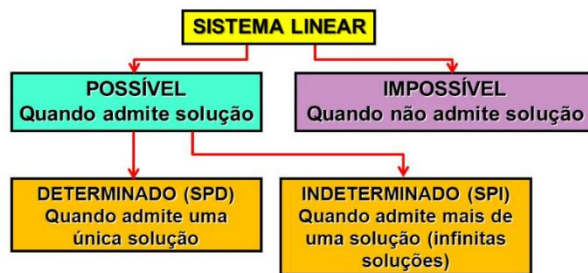 SISTEMA LINEAR
POSSÍVEL
Quando admite solução
IMPOSSÍVEL
Quando não admite solução
DETERMINADO (SPD)
Quando admite uma
única solução
INDETERMINADO (SPI)
Quando admite mais de
uma solução (infinitas
soluções)